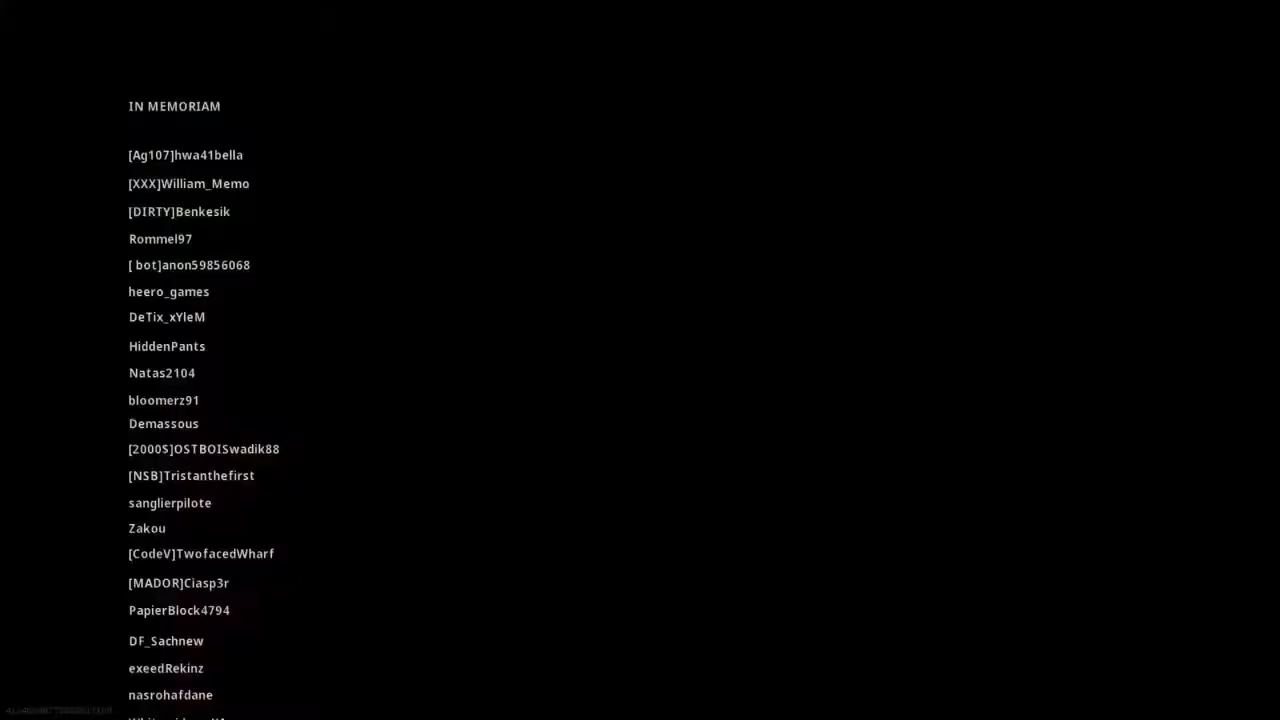 IN MEMORIAM
[Ag107]hwa41bella
[XXX]William_Memo
[DIRTY]Benkesik
Rommel97
[ bot]anon59856068
heero_games
DeTix_xYleM
HiddenPants
Natas2104
bloomerz91
Demassous
[2000$]OSTBOISwadik88
[NSB]Tristanthefirst
sanglierpilote
Zakou
[CodeV]TwofacedWharf
[MADOR]Ciasp3r
PapierBlock4794
DF_Sachnew
exeedRekinz
nasrohafdane